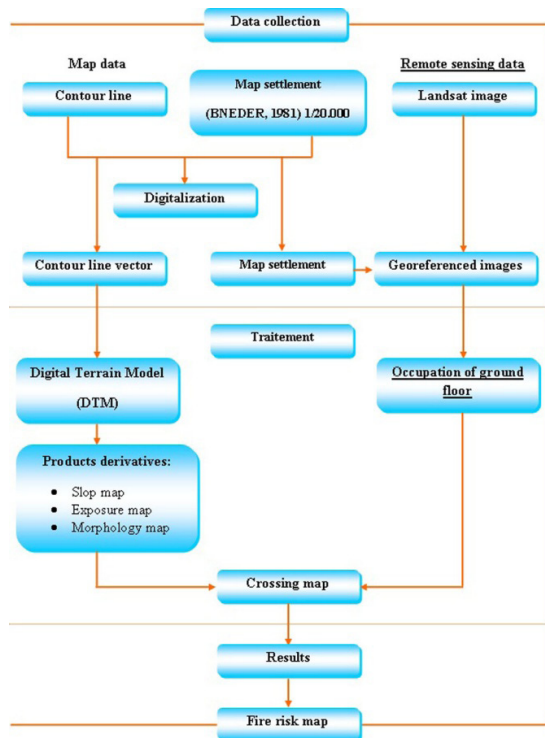 Data collection
Map data
Remote sensing data
Contour line
Map settlement
(BNEDER, 1981) 1/20.000
Landsat image
Digitalization
Contour line vector
Map settlement
Georeferenced images
Traitement
Digital Terrain Model
(DTM)
Occupation of ground
floor
Products derivatives:
• Slop map
• Exposure map
• Morphology map
Crossing map
Results
Fire risk map